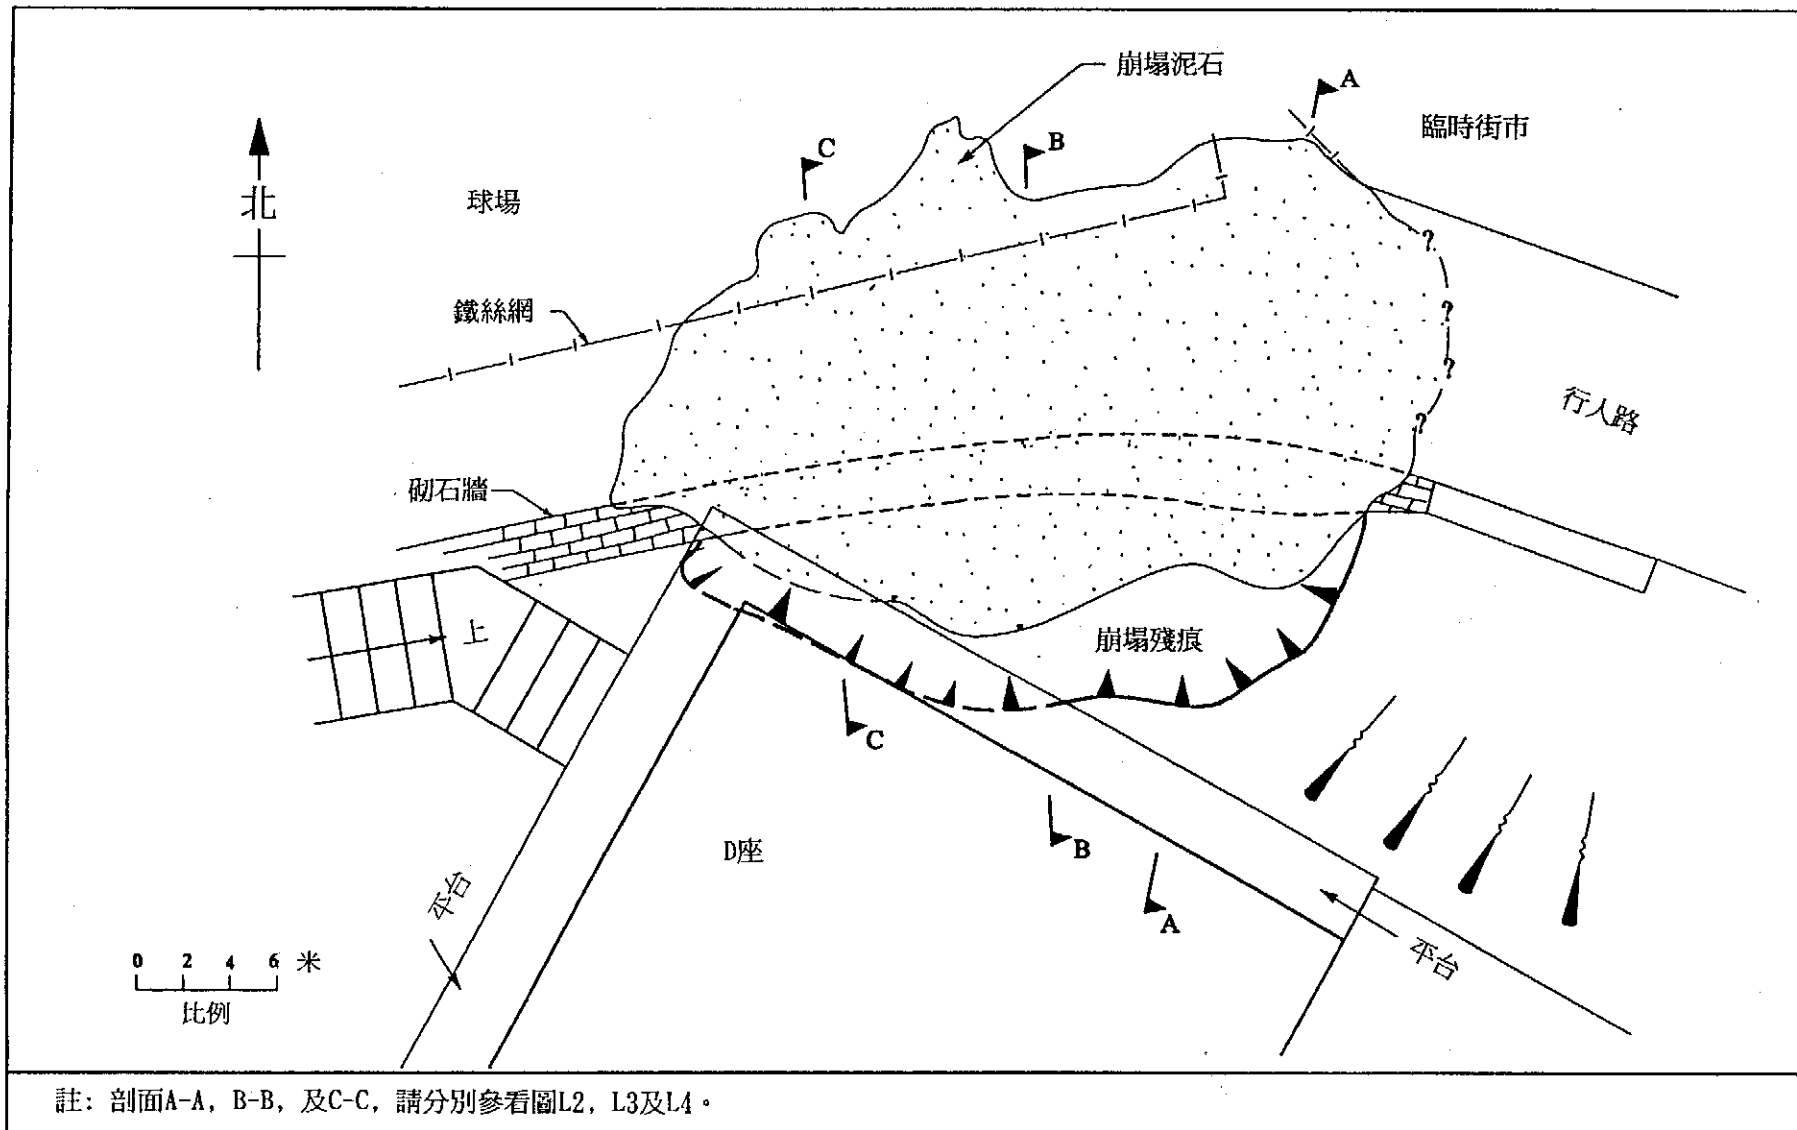 崩塌泥石
A
臨時街市
C
B
北
球場
?
鐵絲網
?
?
行人路
?
砌石牆
上
崩塌殘痕
C
D座
B
平台
A
平台
0 2 4 6 米
比例
註: 剖面A-A, B-B, 及C-C, 請分別參看圖L2, L3及L4。